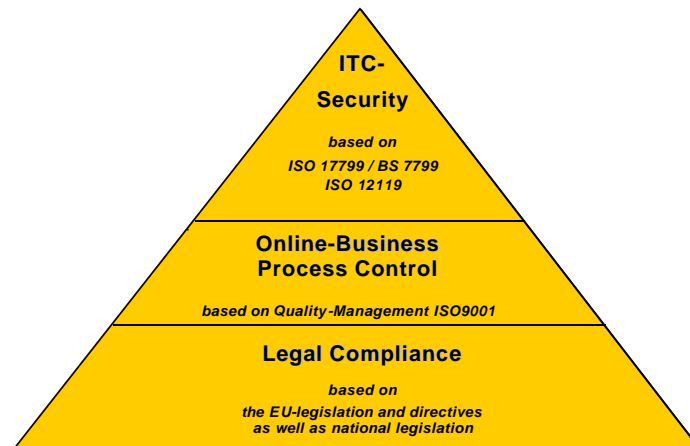 ITC-
Security
based on
ISO 17799 / BS 7799
ISO 12119
Online-Business
Process Control
based on Quality-Management ISO9001
Legal Compliance
based on
the EU-legislation and directives
as well as national legislation